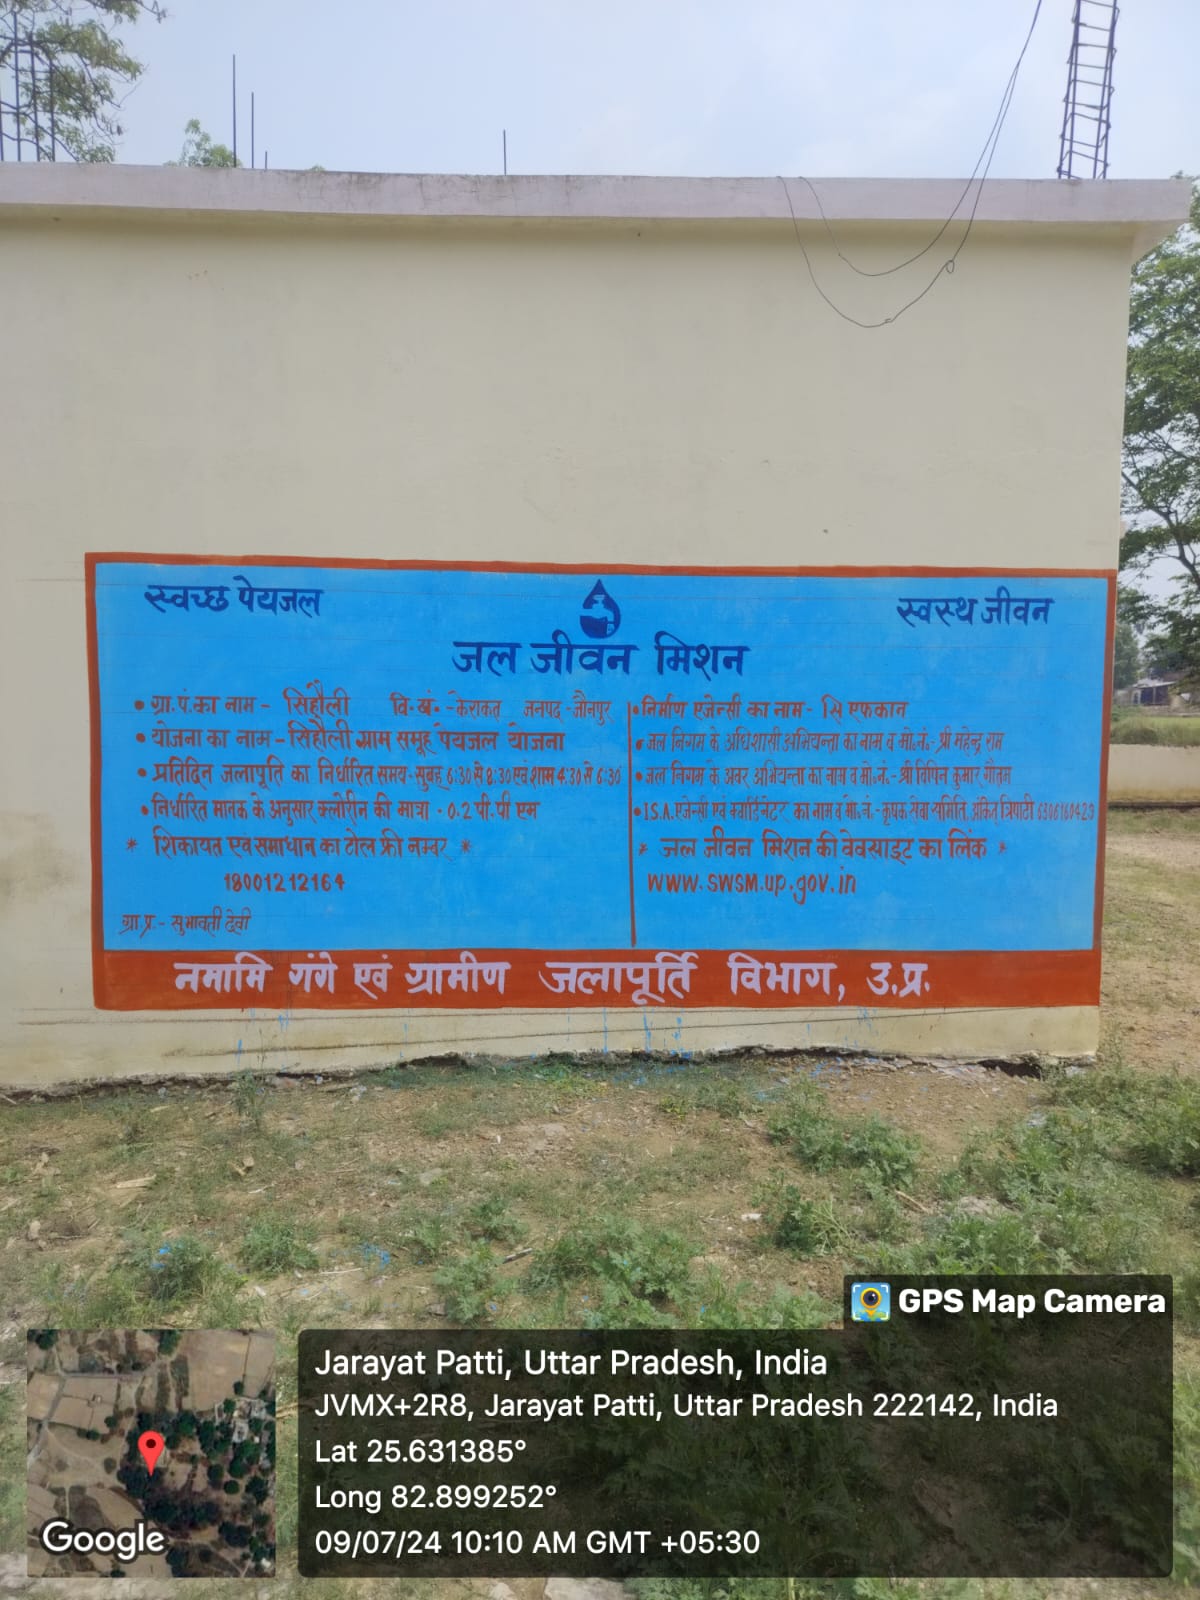 स्वच्छ पेयजल
स्वस्थ जीवन
जल जीवन मिशन
• ग्रा.पं.का नाम - सिहौली वि.खं.-केराकत जनपद-जौनपुर
• योजना का नाम - सिहौली ग्राम समूह पेयजल योजना
• प्रतिदिन जलापूर्ति का निर्धारित समय-सुबह 6:30 से 8:30 एवं शाम 4:30 से 6:30
• निर्धारित मानक के अनुसार क्लोरीन की मात्रा - 0.2 पी.पी एम
* शिकायत एवं समाधान का टोल फ्री नम्बर *
18001212164
ग्रा.प्र.- सुभावती देवी
• निर्माण एजेन्सी का नाम - सि एफकान
• जल निगम के अधिशासी अभियन्ता का नाम व मो.नं.- श्री महेन्द्र राम
• जल निगम के अवर अभियन्ता का नाम व मो.नं.-श्री विपिन कुमार गौतम
• I.S.A. एजेन्सी एवं क्वार्डिनेटर का नाम व मो.नं.-कृषक सेवा समिति, अंकित त्रिपाठी 6306180429
* जल जीवन मिशन की वेवसाइट का लिंक *
www.swsm.up.gov.in
नमामि गंगे एवं ग्रामीण जलापूर्ति विभाग, उ.प्र.
GPS Map Camera
Jarayat Patti, Uttar Pradesh, India
JVMX+2R8, Jarayat Patti, Uttar Pradesh 222142, India
Lat 25.631385°
Long 82.899252°
09/07/24 10:10 AM GMT +05:30
Google